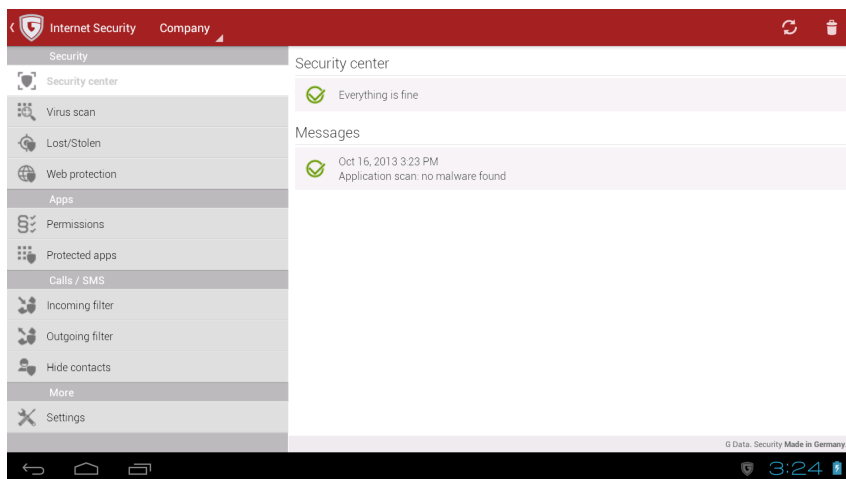 Internet Security Company
Security
Security center
Virus scan
Lost/Stolen
Web protection
Apps
Permissions
Protected apps
Calls / SMS
Incoming filter
Outgoing filter
Hide contacts
More
Settings
Security center
Everything is fine
Messages
Oct 16, 2013 3:23 PM
Application scan: no malware found
G Data. Security Made in Germany.
3:24